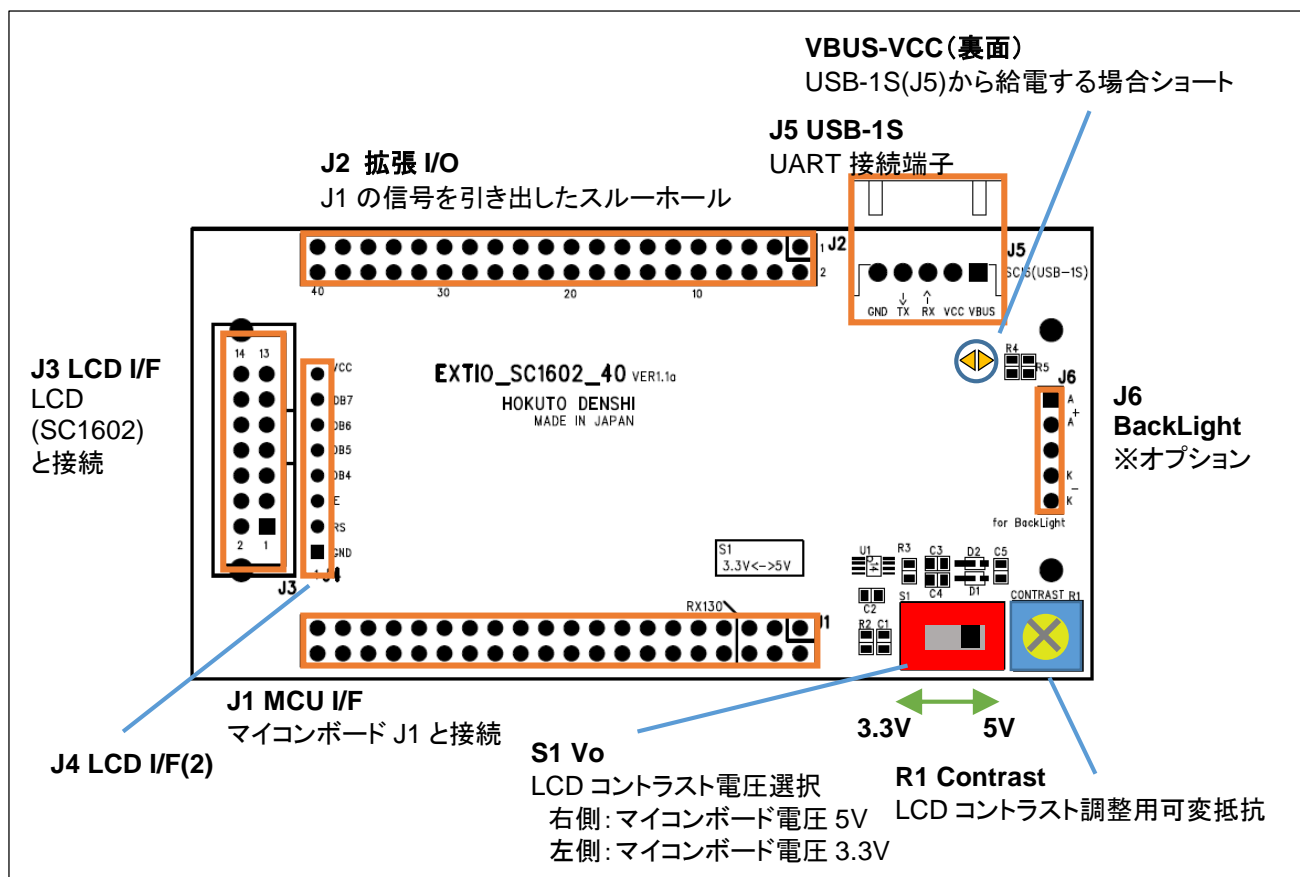 VBUS-VCC(裏面)
USB-1S(J5)から給電する場合ショート
J5 USB-1S
UART 接続端子
J2 拡張 I/O
J1 の信号を引き出したスルーホール
1
2
J2
40
30
20
10
J5
SCI6(USB-1S)
GND TX RX VCC VBUS
J3 LCD I/F
LCD
(SC1602)
と接続
14 13
2 1
J3
VCC
DB7
DB6
DB5
DB4
E
RS
GND
J4
EXTIO_SC1602_40 VER1.1a
HOKUTO DENSHI
MADE IN JAPAN
R4
R5
J6
A
+
A
K
-
K
for BackLight
J6
BackLight
※オプション
S1
3.3V<->5V
U1
R3
C3
D2
C5
C4
D1
C2
R2
C1
S1
CONTRAST R1
RX130
J1
J1 MCU I/F
マイコンボード J1 と接続
J4 LCD I/F(2)
3.3V
5V
S1 Vo
LCD コントラスト電圧選択
右側:マイコンボード電圧 5V
左側:マイコンボード電圧 3.3V
R1 Contrast
LCD コントラスト調整用可変抵抗